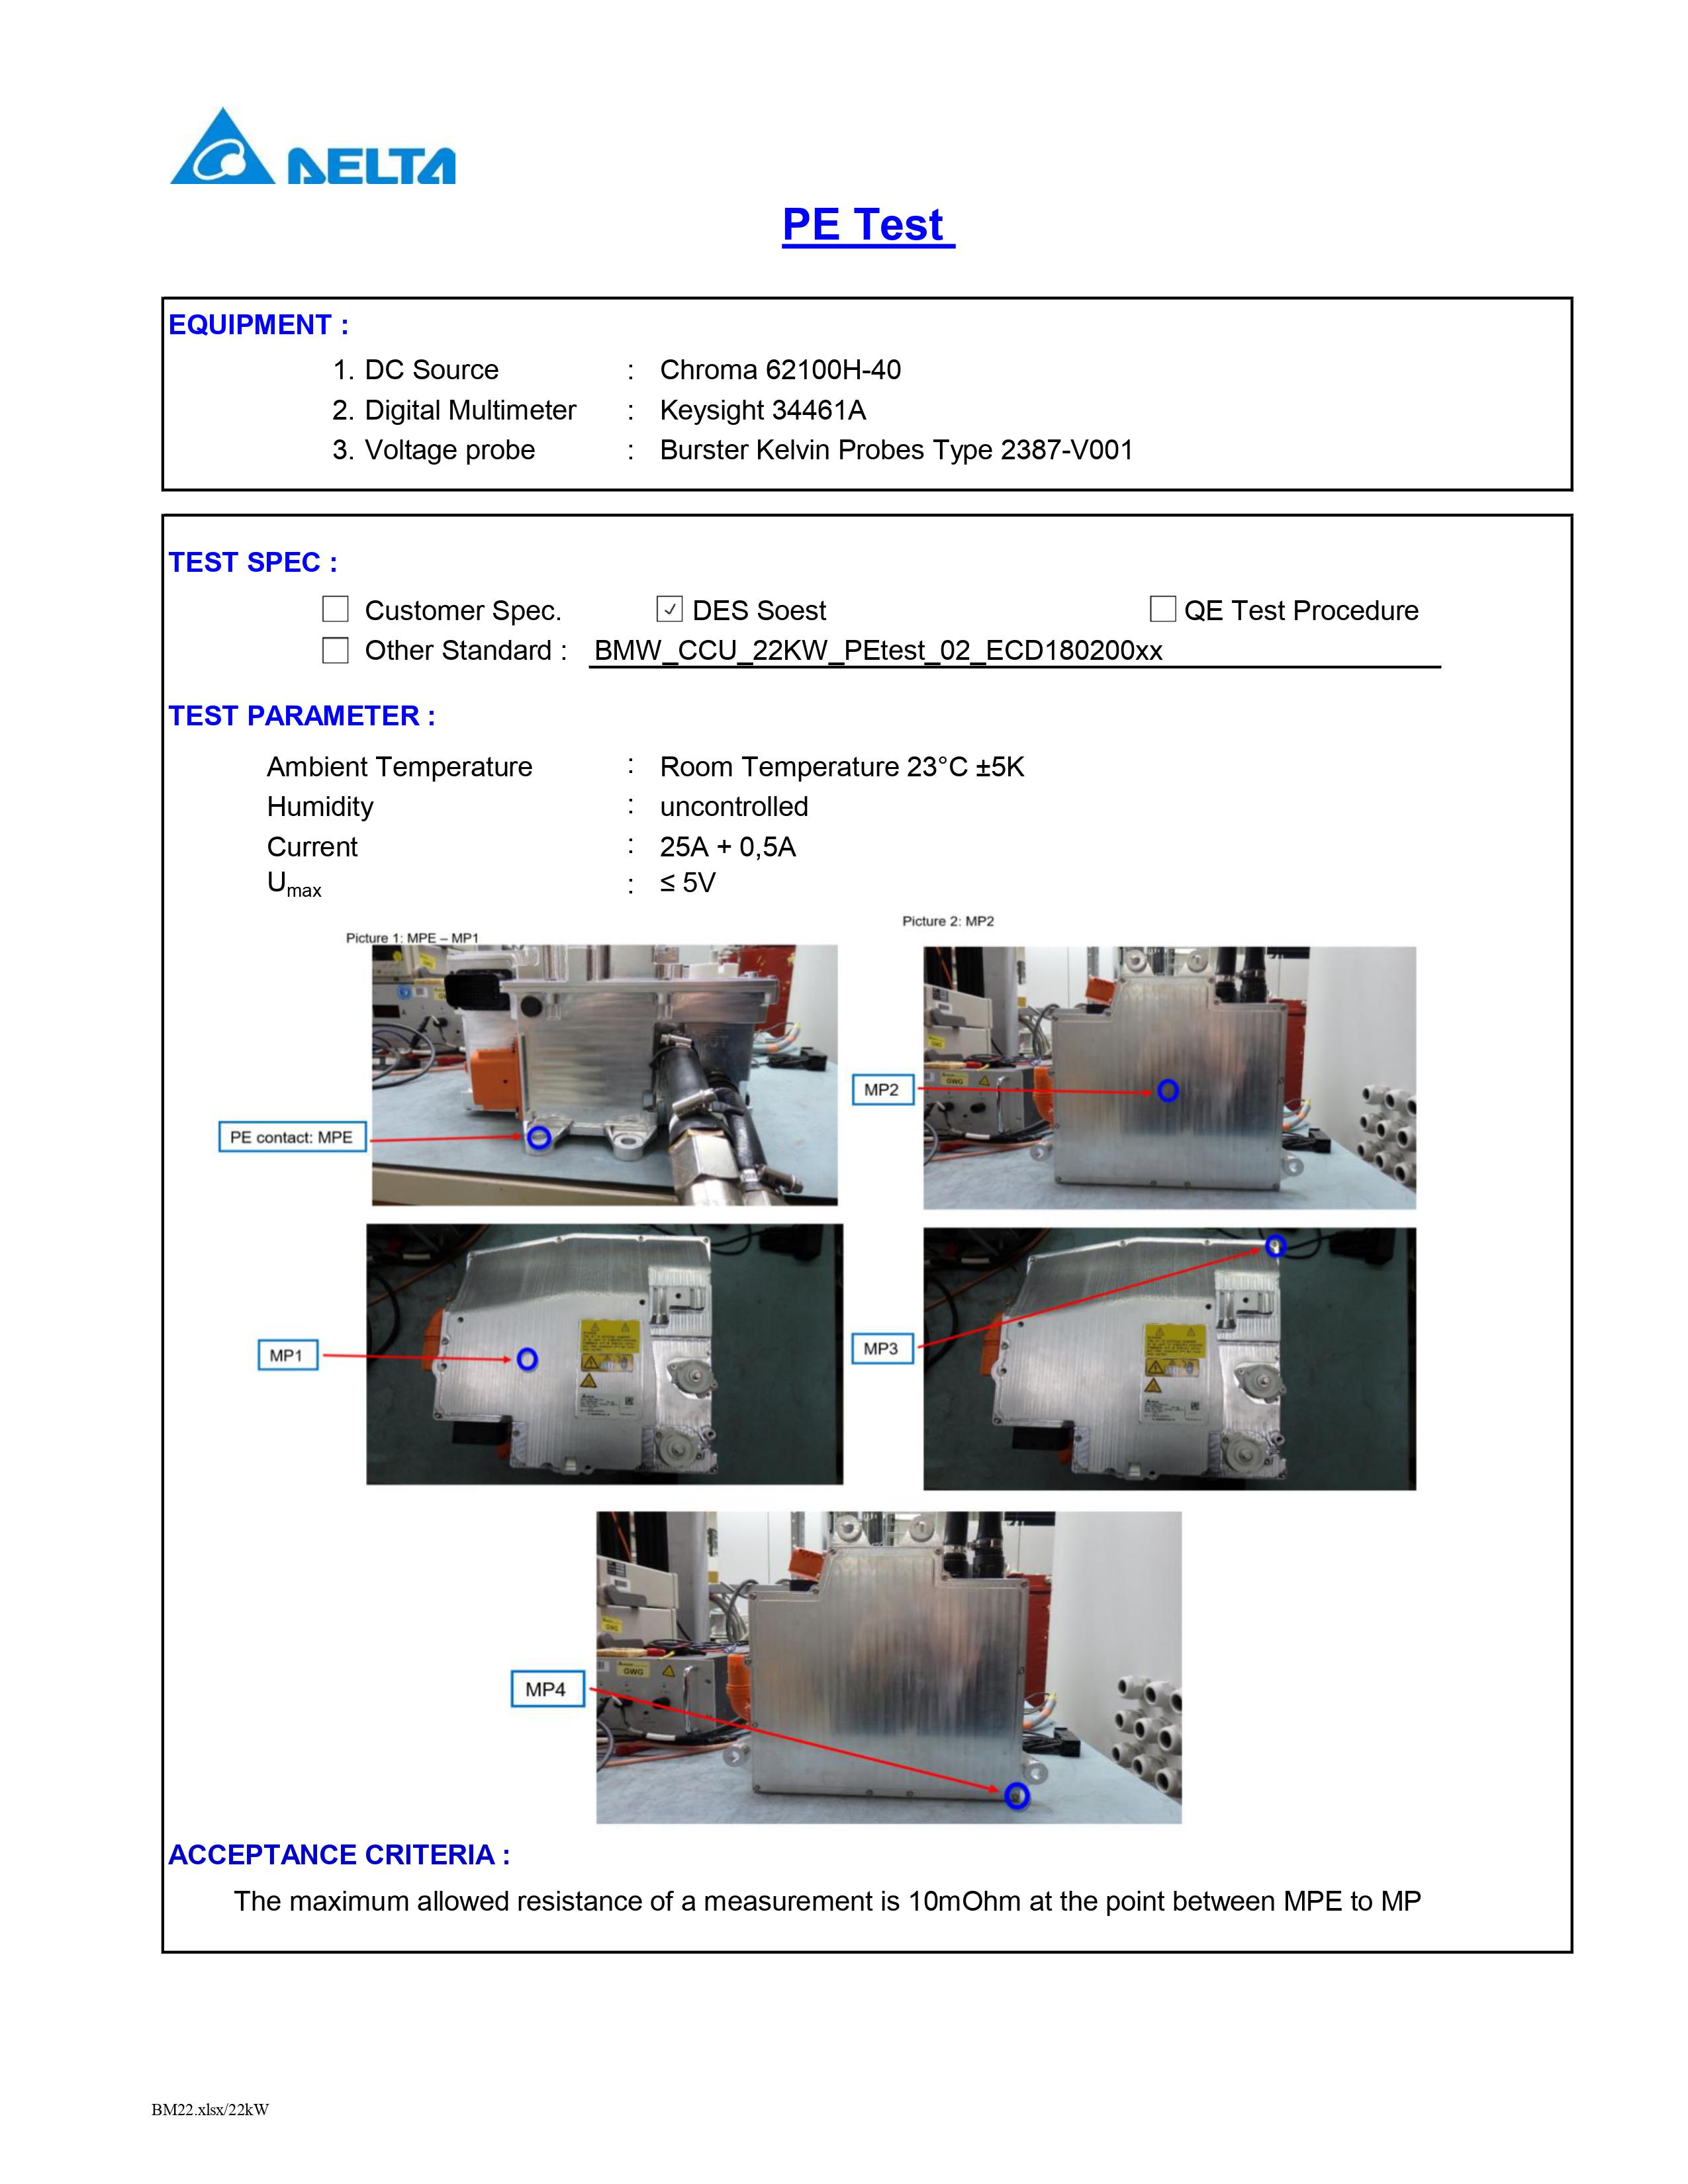 DELTA
PE Test
EQUIPMENT :
1. DC Source : Chroma 62100H-40
2. Digital Multimeter : Keysight 34461A
3. Voltage probe : Burster Kelvin Probes Type 2387-V001
TEST SPEC :
☐ Customer Spec. ☑ DES Soest ☐ QE Test Procedure
☐ Other Standard : BMW_CCU_22KW_PEtest_02_ECD180200xx
TEST PARAMETER :
Ambient Temperature : Room Temperature 23°C ±5K
Humidity : uncontrolled
Current : 25A + 0,5A
Umax : ≤ 5V
Picture 1: MPE – MP1
Picture 2: MP2
PE contact: MPE
MP2
GWG
MP1
MP3
MP4
GWG
ACCEPTANCE CRITERIA :
The maximum allowed resistance of a measurement is 10mOhm at the point between MPE to MP
BM22.xlsx/22kW